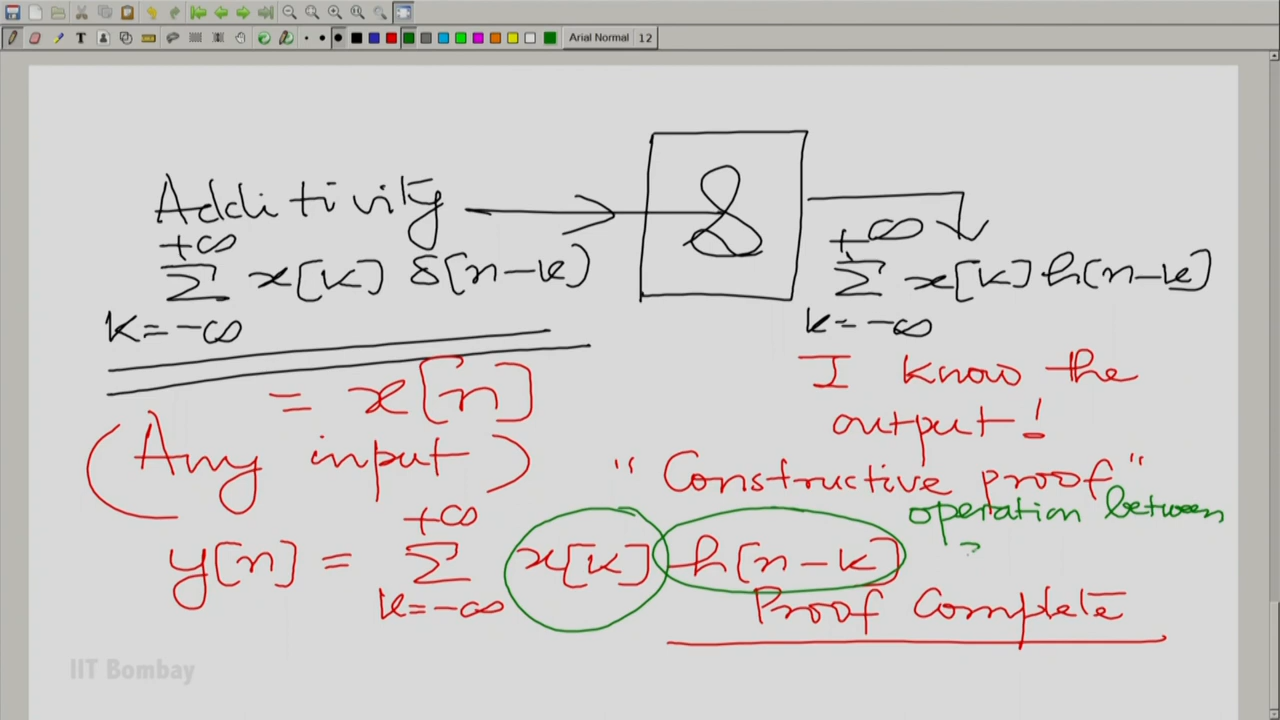 Arial Normal 12
Additivity
+∞
Σ x[k] δ[n-k]
k=-∞
S
+∞
Σ x[k] h[n-k]
k=-∞
= x[n]
(Any input)
I know the
output!
"Constructive proof"
operation between
+∞
y[n] = Σ x[k] h[n-k]
k=-∞
Proof Complete
IIT Bombay